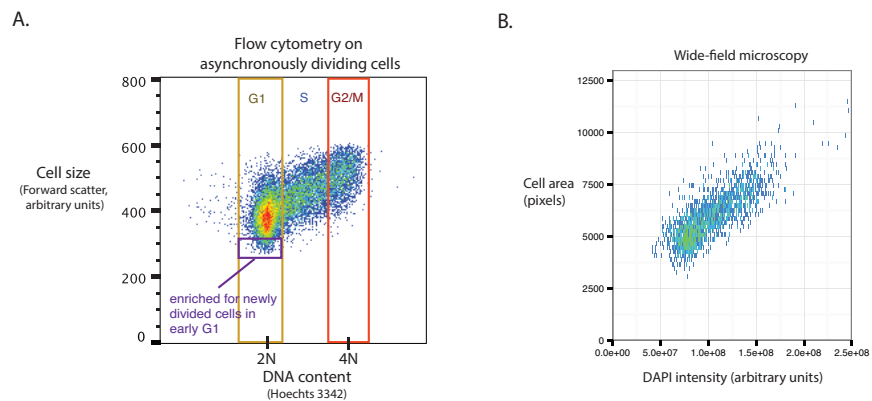 A.
Flow cytometry on
asynchronously dividing cells
800
600
400
200
0
Cell size
(Forward scatter,
arbitrary units)
G1
S
G2/M
enriched for newly
divided cells in
early G1
2N
4N
DNA content
(Hoechts 3342)
B.
Wide-field microscopy
12500
10000
7500
5000
2500
0
Cell area
(pixels)
0.0e+00
5.0e+07
1.0e+08
1.5e+08
2.0e+08
2.5e+08
DAPI intensity (arbitrary units)